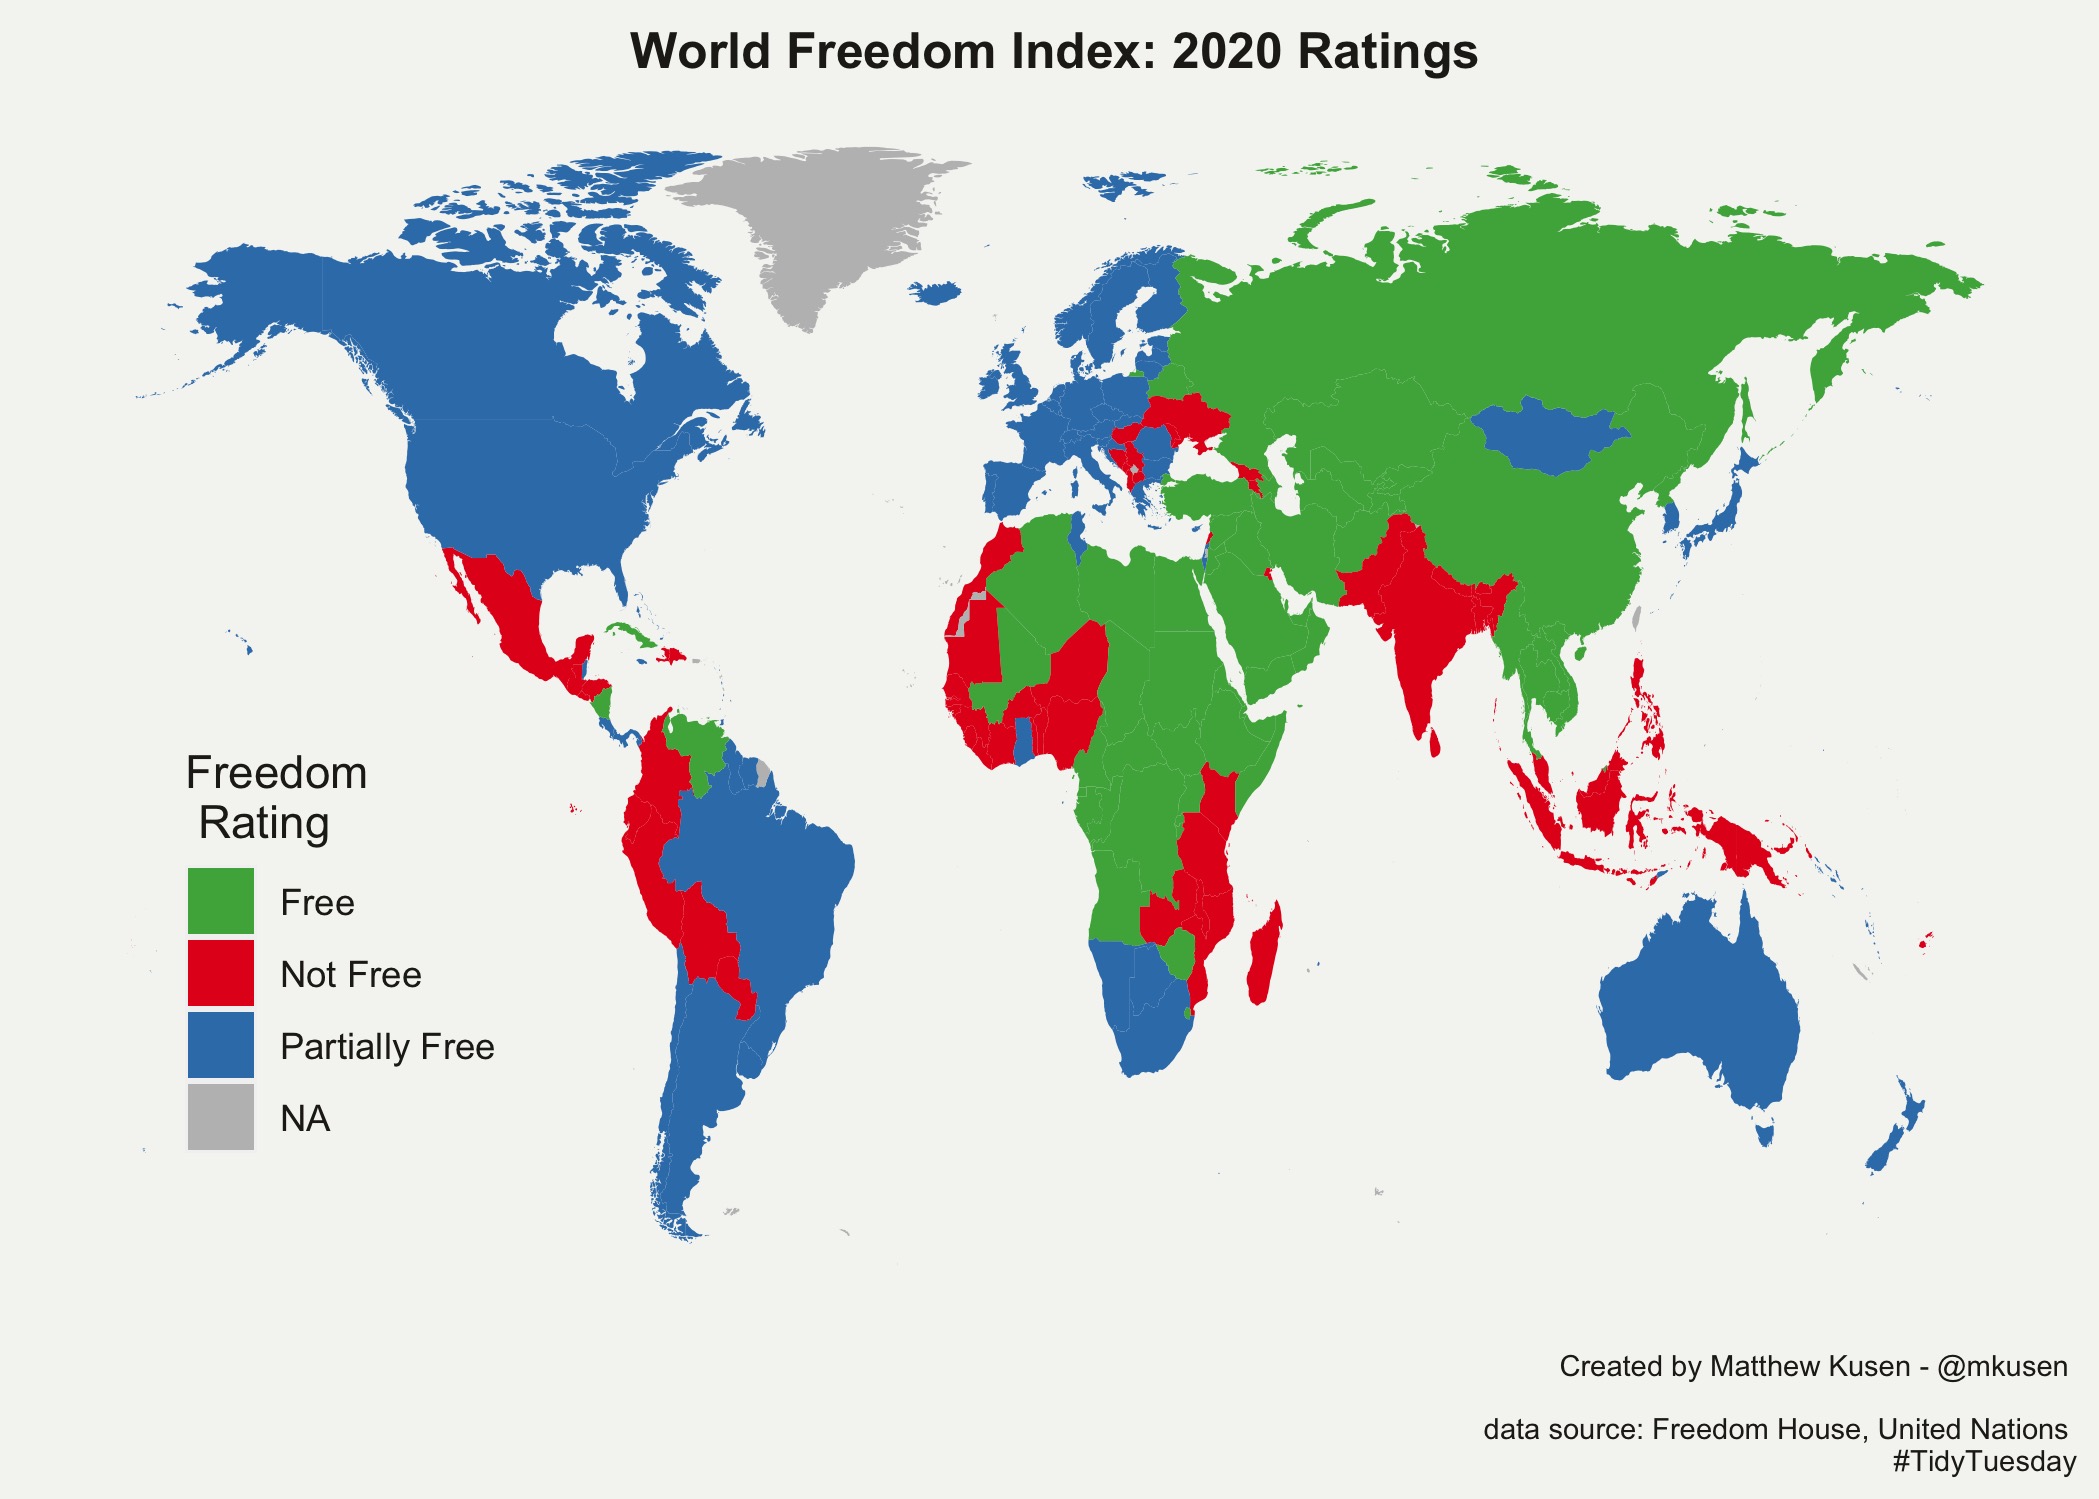 World Freedom Index: 2020 Ratings
Freedom
Rating
Free
Not Free
Partially Free
NA
Created by Matthew Kusen - @mkusen
data source: Freedom House, United Nations
#TidyTuesday